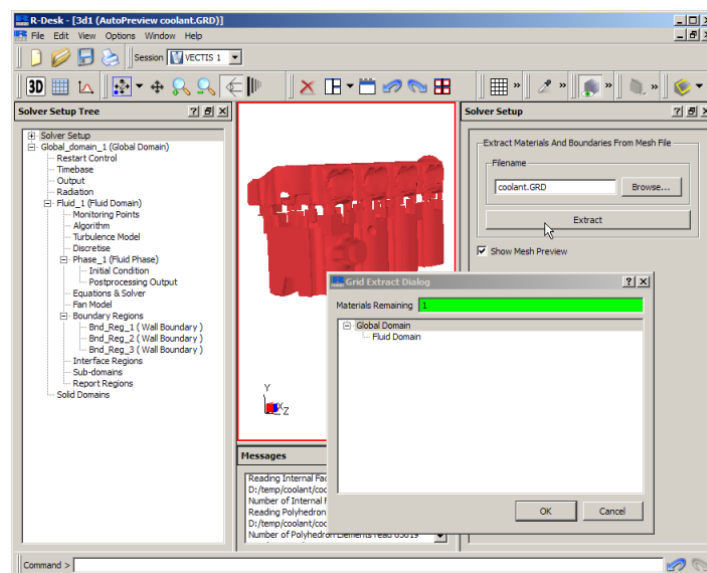 R-Desk - [3d1 (AutoPreview coolant.GRD)]
File Edit View Options Window Help
Session VECTIS 1
3D
Solver Setup Tree
Solver Setup
Global_domain_1 (Global Domain)
Restart Control
Timebase
Output
Radiation
Fluid_1 (Fluid Domain)
Monitoring Points
Algorithm
Turbulence Model
Discretise
Phase_1 (Fluid Phase)
Initial Condition
Postprocessing Output
Equations & Solver
Fan Model
Boundary Regions
Bnd_Reg_1 ( Wall Boundary )
Bnd_Reg_2 ( Wall Boundary )
Bnd_Reg_3 ( Wall Boundary )
Interface Regions
Sub-domains
Report Regions
Solid Domains
Y
X
Z
Messages
Reading Internal Fac
D:/temp/coolant/coo
Number of Internal F
Reading Polyhedron
D:/temp/coolant/coo
Number of Polyhedron Elements read
Solver Setup
Extract Materials And Boundaries From Mesh File
Filename
coolant.GRD
Browse...
Extract
Show Mesh Preview
Grid Extract Dialog
Materials Remaining 1
Global Domain
Fluid Domain
OK Cancel
Command >